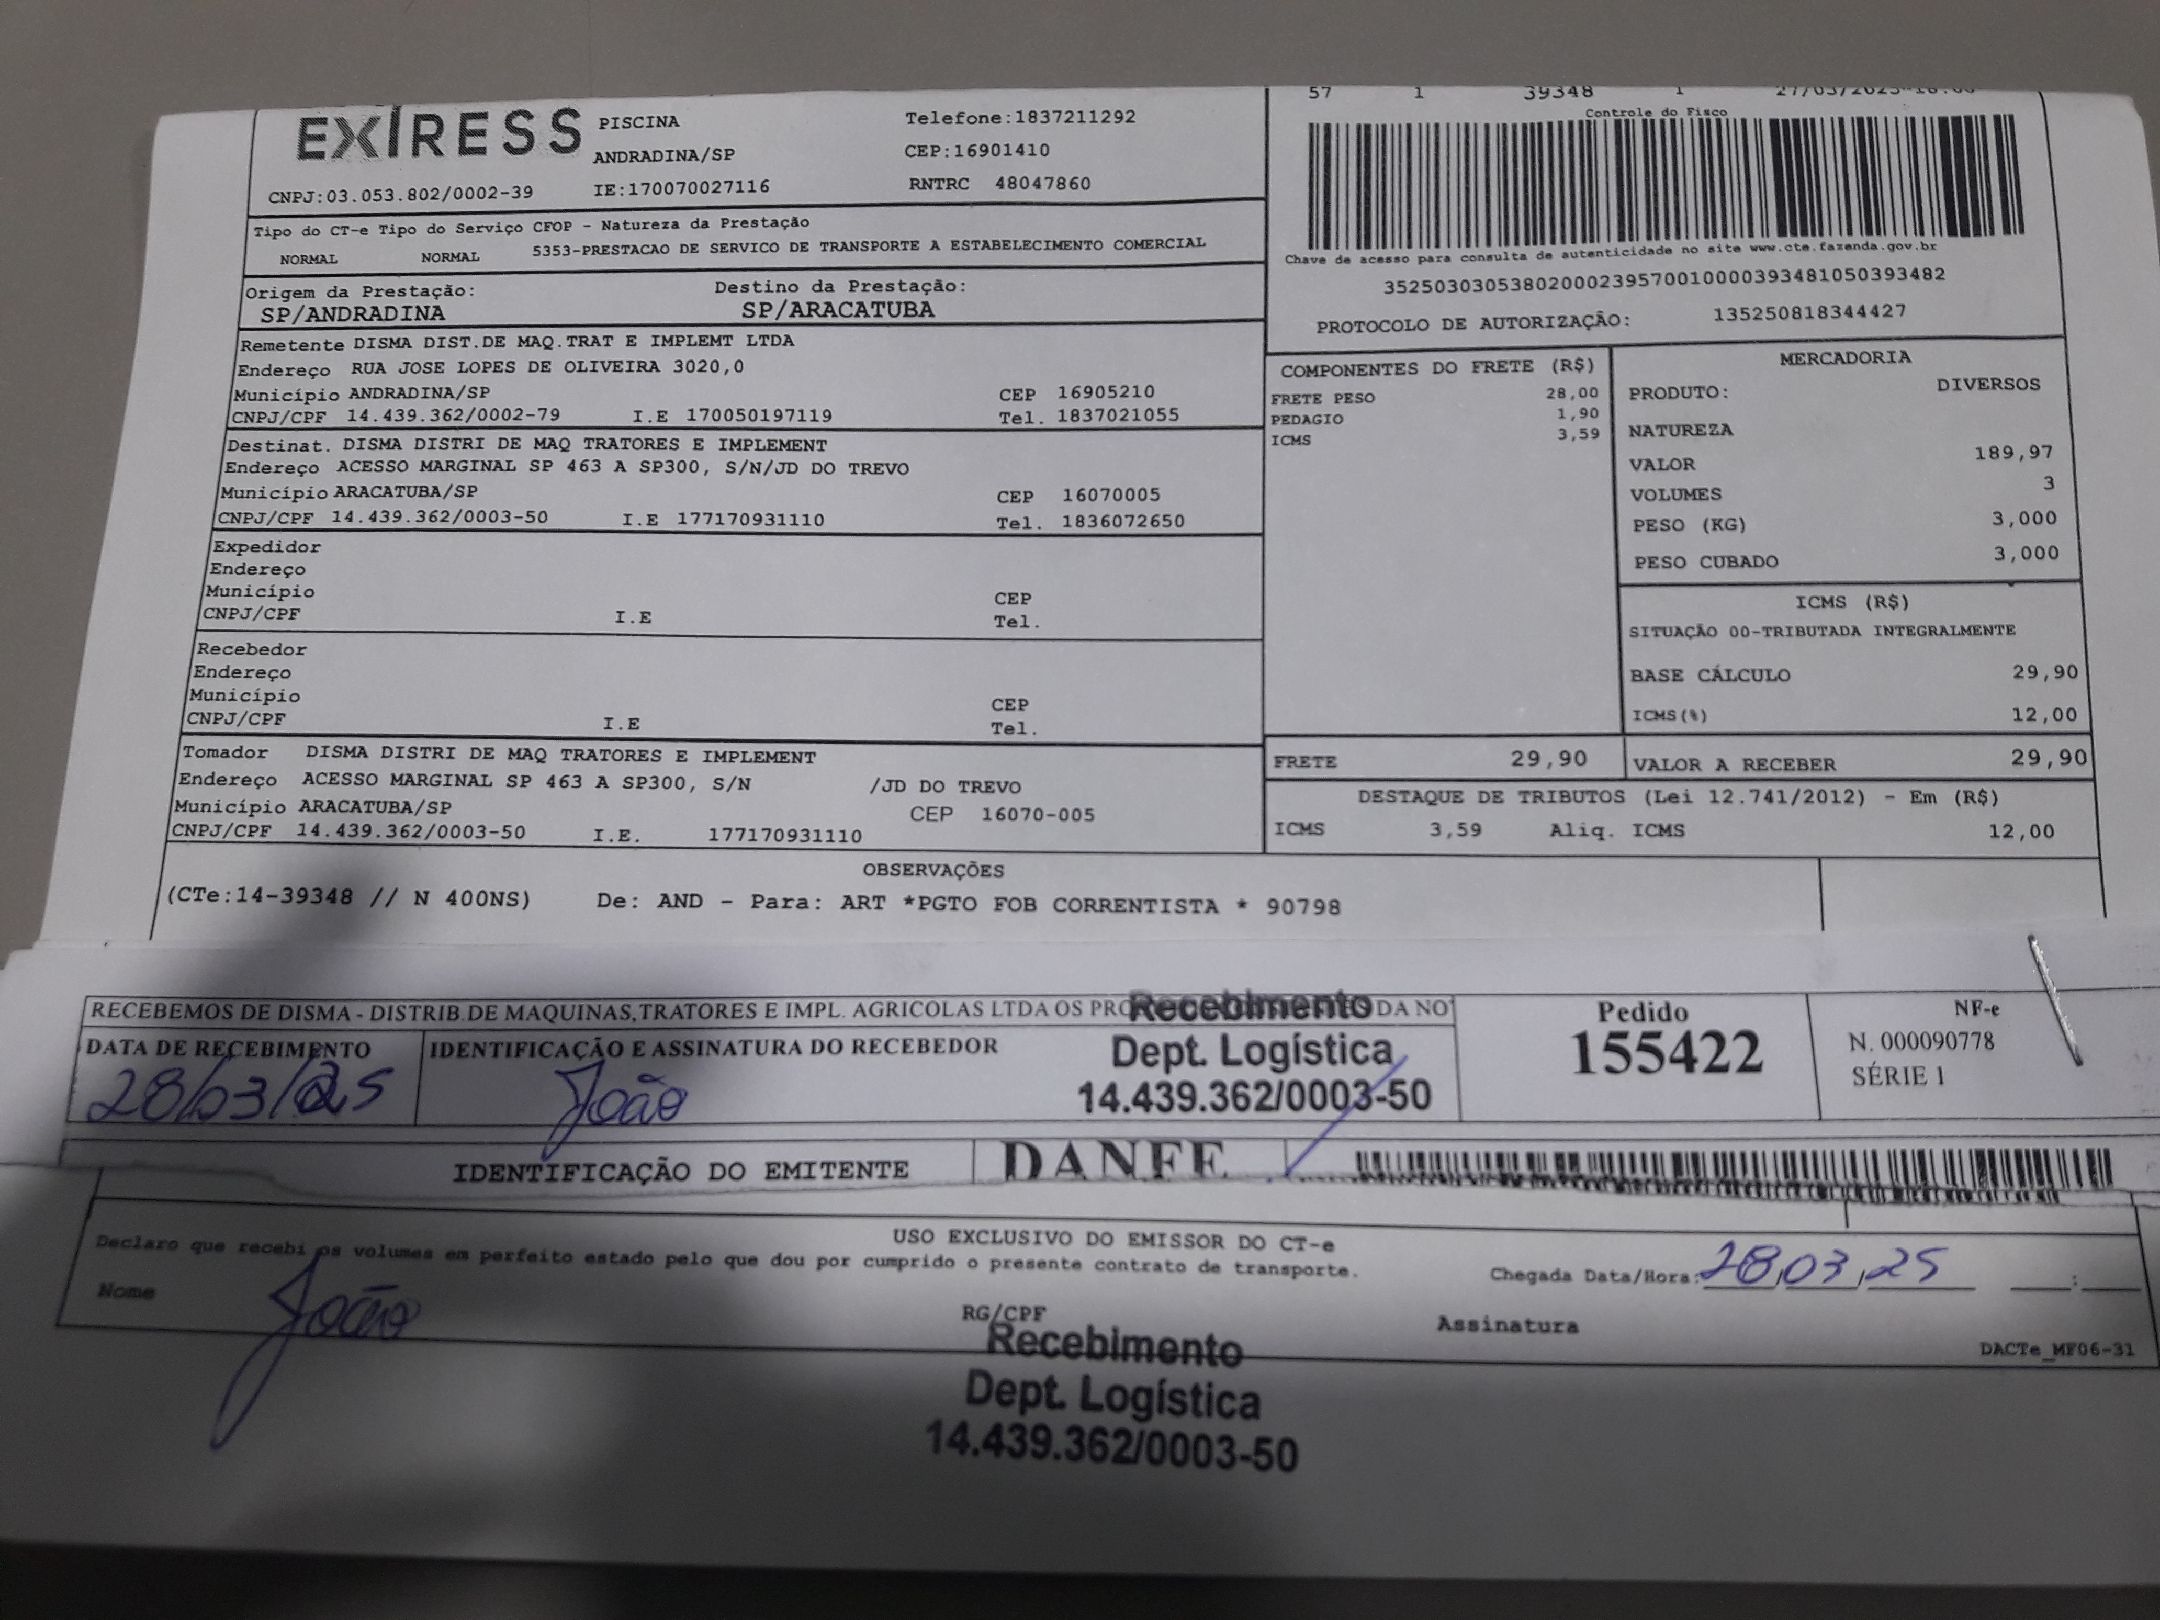 EXPRESS
PISCINA
Telefone:1837211292
ANDRADINA/SP
CEP:16901410
CNPJ:03.053.802/0002-39 IE:170070027116 RNTRC 48047860
57 1 39348 1
Controle do Fisco
Tipo do CT-e Tipo do Serviço CFOP - Natureza da Prestação
NORMAL NORMAL 5353-PRESTACAO DE SERVICO DE TRANSPORTE A ESTABELECIMENTO COMERCIAL
Chave de acesso para consulta de autenticidade no site www.cte.fazenda.gov.br
35250303053802000239570010000393481050393482
PROTOCOLO DE AUTORIZAÇÃO: 135250818344427
Origem da Prestação: Destino da Prestação:
SP/ANDRADINA SP/ARACATUBA
Remetente DISMA DIST.DE MAQ.TRAT E IMPLEMT LTDA
Endereço RUA JOSE LOPES DE OLIVEIRA 3020,0
Município ANDRADINA/SP CEP 16905210
CNPJ/CPF 14.439.362/0002-79 I.E 170050197119 Tel. 1837021055
Destinat. DISMA DISTRI DE MAQ TRATORES E IMPLEMENT
Endereço ACESSO MARGINAL SP 463 A SP300, S/N/JD DO TREVO
Município ARACATUBA/SP CEP 16070005
CNPJ/CPF 14.439.362/0003-50 I.E 177170931110 Tel. 1836072650
Expedidor
Endereço
Município CEP
CNPJ/CPF I.E Tel.
Recebedor
Endereço
Município CEP
CNPJ/CPF I.E Tel.
Tomador DISMA DISTRI DE MAQ TRATORES E IMPLEMENT
Endereço ACESSO MARGINAL SP 463 A SP300, S/N /JD DO TREVO
Município ARACATUBA/SP CEP 16070-005
CNPJ/CPF 14.439.362/0003-50 I.E. 177170931110
COMPONENTES DO FRETE (R$)
FRETE PESO 28,00
PEDAGIO 1,90
ICMS 3,59
MERCADORIA
PRODUTO: DIVERSOS
NATUREZA
VALOR 189,97
VOLUMES 3
PESO (KG) 3,000
PESO CUBADO 3,000
ICMS (R$)
SITUAÇÃO 00-TRIBUTADA INTEGRALMENTE
BASE CÁLCULO 29,90
ICMS(%) 12,00
FRETE 29,90 VALOR A RECEBER 29,90
DESTAQUE DE TRIBUTOS (Lei 12.741/2012) - Em (R$)
ICMS 3,59 Aliq. ICMS 12,00
OBSERVAÇÕES
(CTe:14-39348 // N 400NS) De: AND - Para: ART *PGTO FOB CORRENTISTA * 90798
RECEBEMOS DE DISMA - DISTRIB.DE MAQUINAS,TRATORES E IMPL. AGRICOLAS LTDA OS DA
Recebimento
Dept. Logística
14.439.362/0003-50
DATA DE RECEBIMENTO IDENTIFICAÇÃO E ASSINATURA DO RECEBEDOR
28/03/25 João
Pedido
155422
NF-e
N. 000090778
SÉRIE 1
IDENTIFICAÇÃO DO EMITENTE DANFE
USO EXCLUSIVO DO EMISSOR DO CT-e
Declaro que recebi os volumes em perfeito estado pelo que dou por cumprido o presente contrato de transporte.
Chegada Data/Hora: 28/03/25 :
Nome João RG/CPF Assinatura
DACTe_MF06-31
Recebimento
Dept. Logística
14.439.362/0003-50